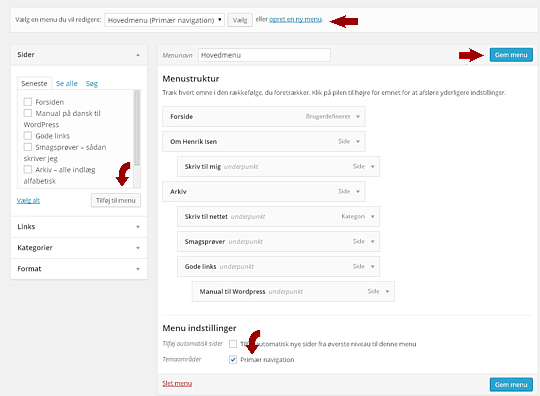 Vælg en menu du vil redigere: Hovedmenu (Primær navigation) Vælg eller opret en ny menu.
Sider
Seneste Se alle Søg
Forsiden
Manual på dansk til
WordPress
Gode links
Smagsprøver – sådan
skriver jeg
Arkiv – alle indlæg
alfabetisk
Vælg alt Tilføj til menu
Links
Kategorier
Format
Menunavn Hovedmenu Gem menu
Menustruktur
Træk hvert emne i den rækkefølge, du foretrækker. Klik på pilen til højre for emnet for at afsløre yderligere indstillinger.
Forside Brugerdefineret
Om Henrik Isen Side
Skriv til mig underpunkt Side
Arkiv Side
Skriv til nettet underpunkt Kategori
Smagsprøver underpunkt Side
Gode links underpunkt Side
Manual til Wordpress underpunkt Side
Menu indstillinger
Tilføj automatisk sider automatisk nye sider fra øverste niveau til denne menu
Temaområder Primær navigation
Slet menu Gem menu